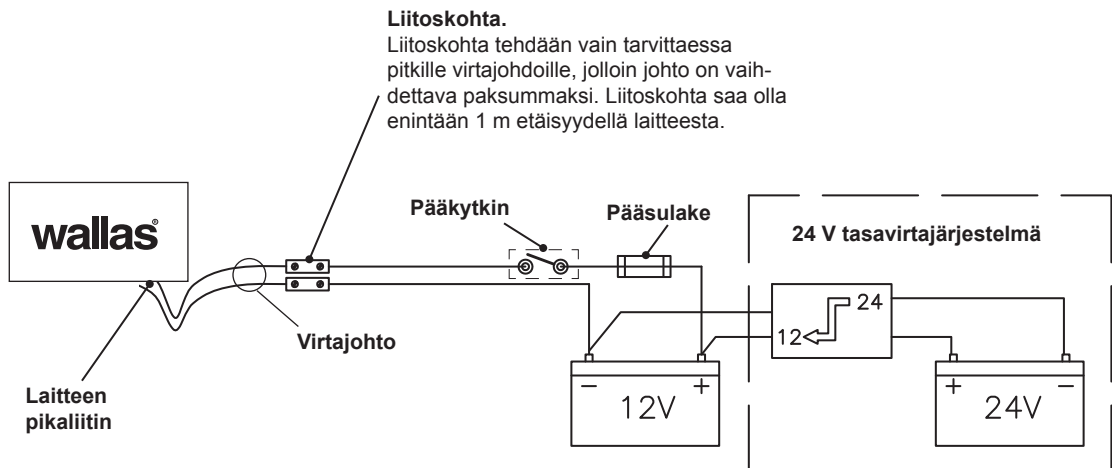 Liitoskohta.
Liitoskohta tehdään vain tarvittaessa
pitkille virtajohdoille, jolloin johto on vaih-
dettava paksummaksi. Liitoskohta saa olla
enintään 1 m etäisyydellä laitteesta.
wallas®
Pääkytkin
Pääsulake
24 V tasavirtajärjestelmä
24
12
Virtajohto
Laitteen
pikaliitin
− +
12V
+ −
24V